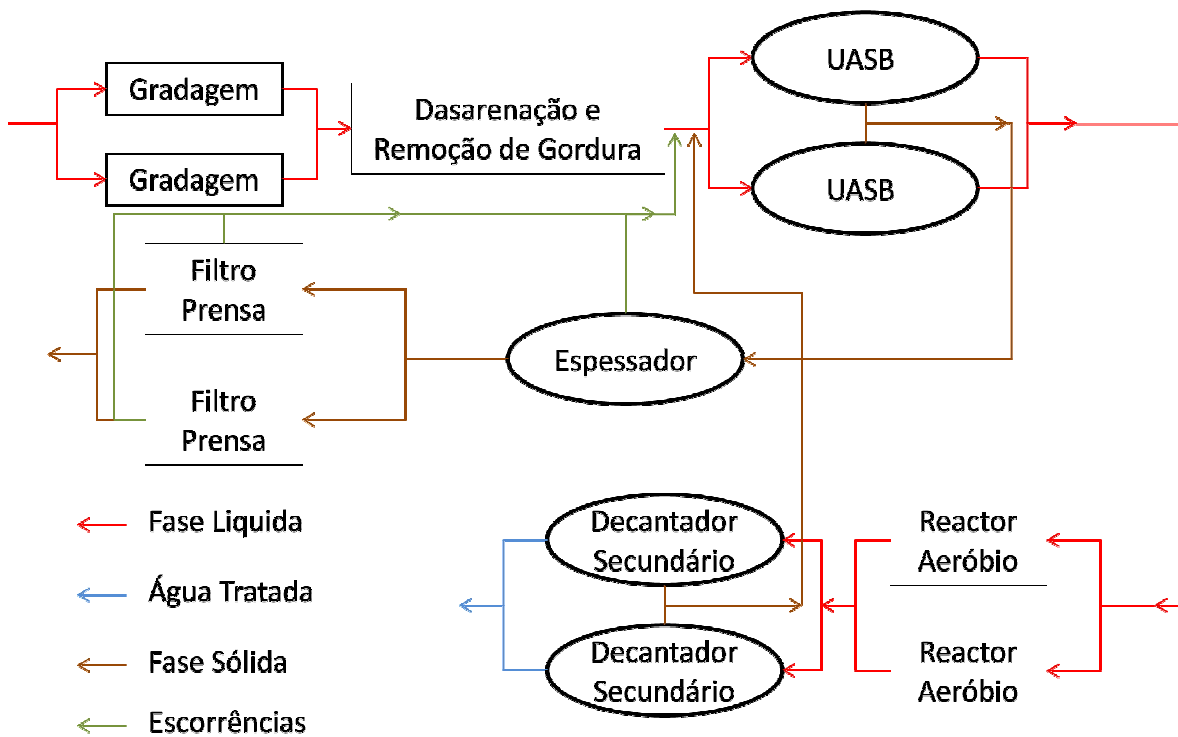 UASB
Gradagem
Dasarenação e
Remoção de Gordura
Gradagem
UASB
Filtro
Prensa
Espessador
Filtro
Prensa
Fase Liquida
Decantador
Secundário
Reactor
Aeróbio
Água Tratada
Fase Sólida
Decantador
Secundário
Reactor
Aeróbio
Escorrências